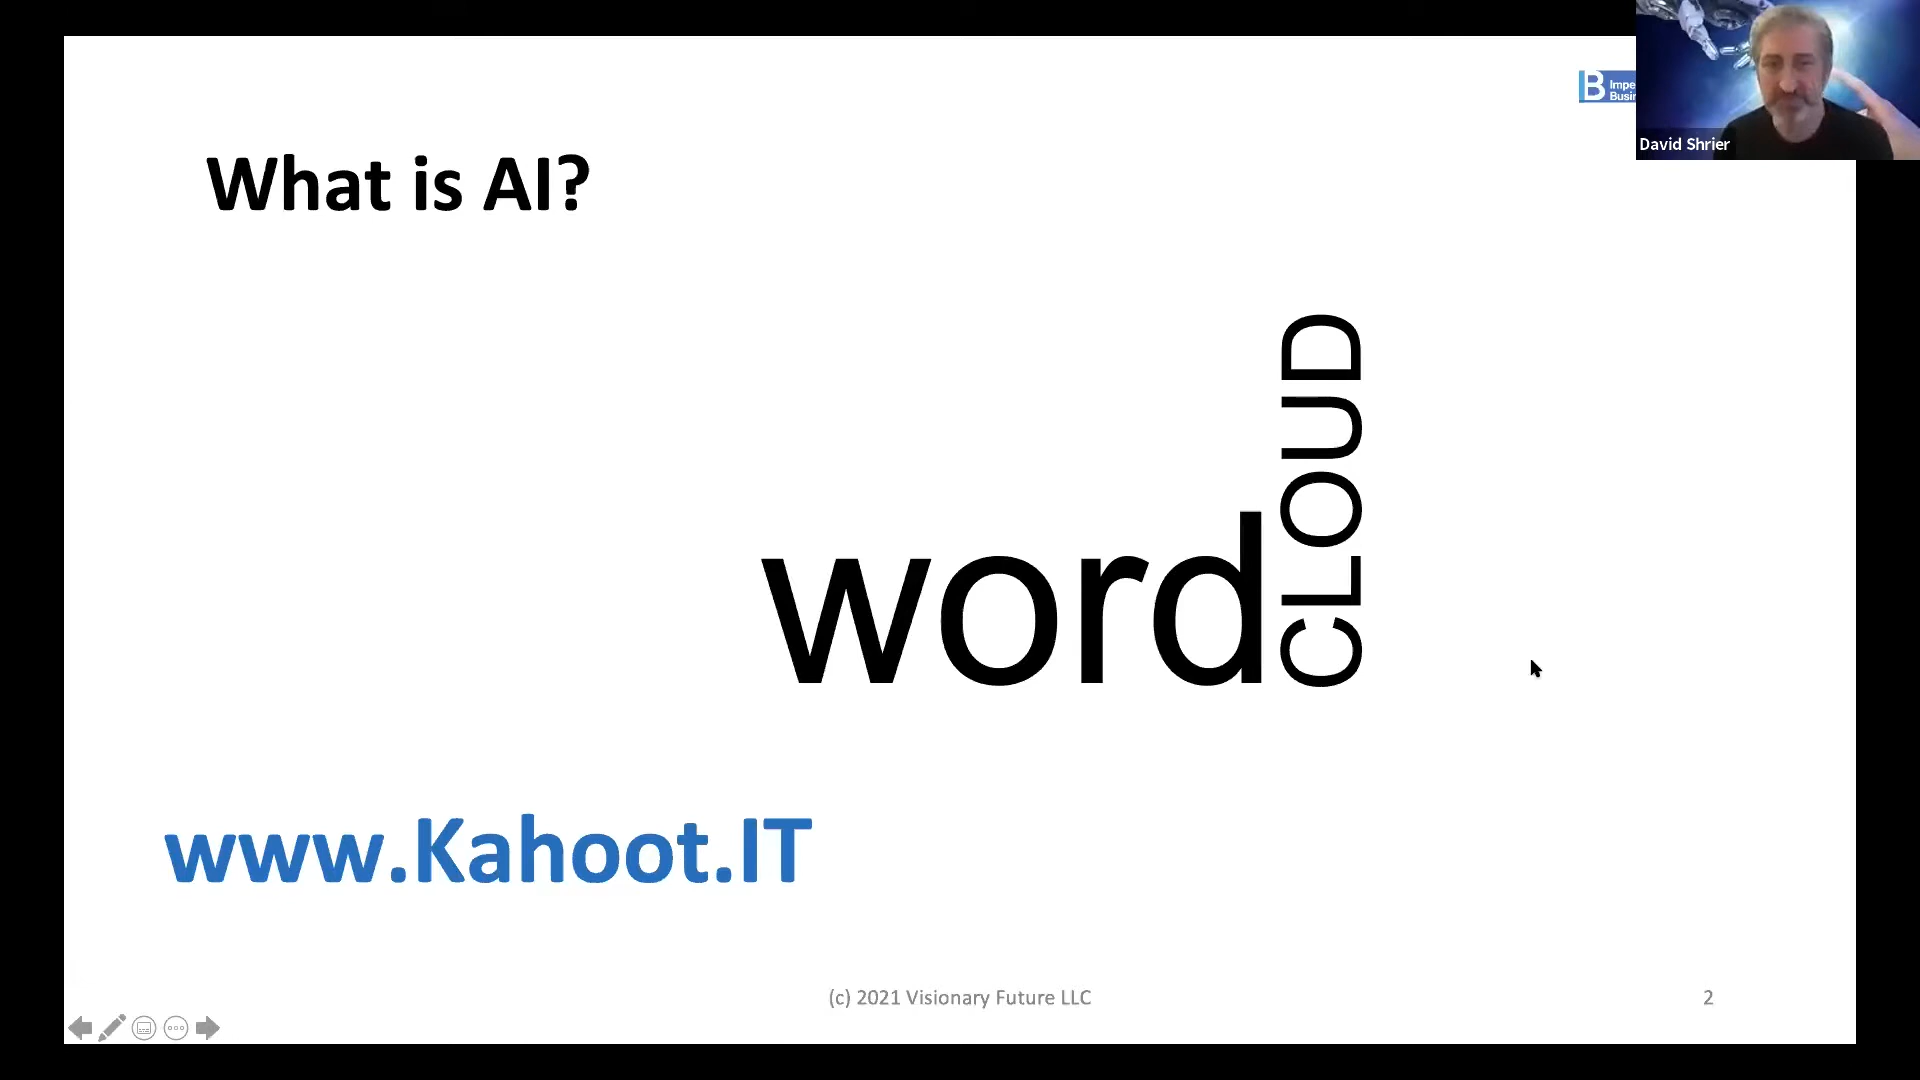 B
David Shrier
What is AI?
word
CLOUD
www.Kahoot.IT
(c) 2021 Visionary Future LLC
2